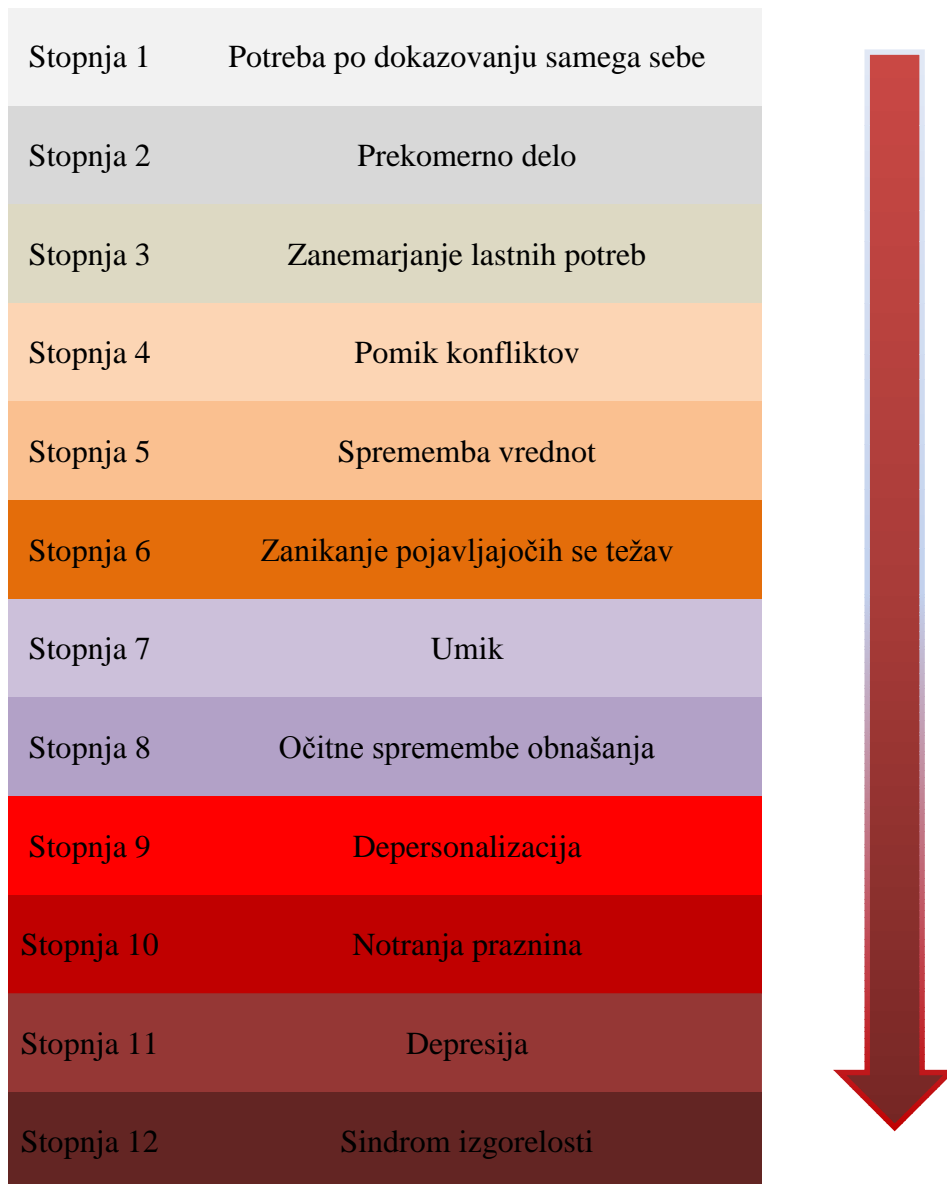 Stopnja 1 Potreba po dokazovanju samega sebe
Stopnja 2 Prekomerno delo
Stopnja 3 Zanemarjanje lastnih potreb
Stopnja 4 Pomik konfliktov
Stopnja 5 Sprememba vrednot
Stopnja 6 Zanikanje pojavljajočih se težav
Stopnja 7 Umik
Stopnja 8 Očitne spremembe obnašanja
Stopnja 9 Depersonalizacija
Stopnja 10 Notranja praznina
Stopnja 11 Depresija
Stopnja 12 Sindrom izgorelosti